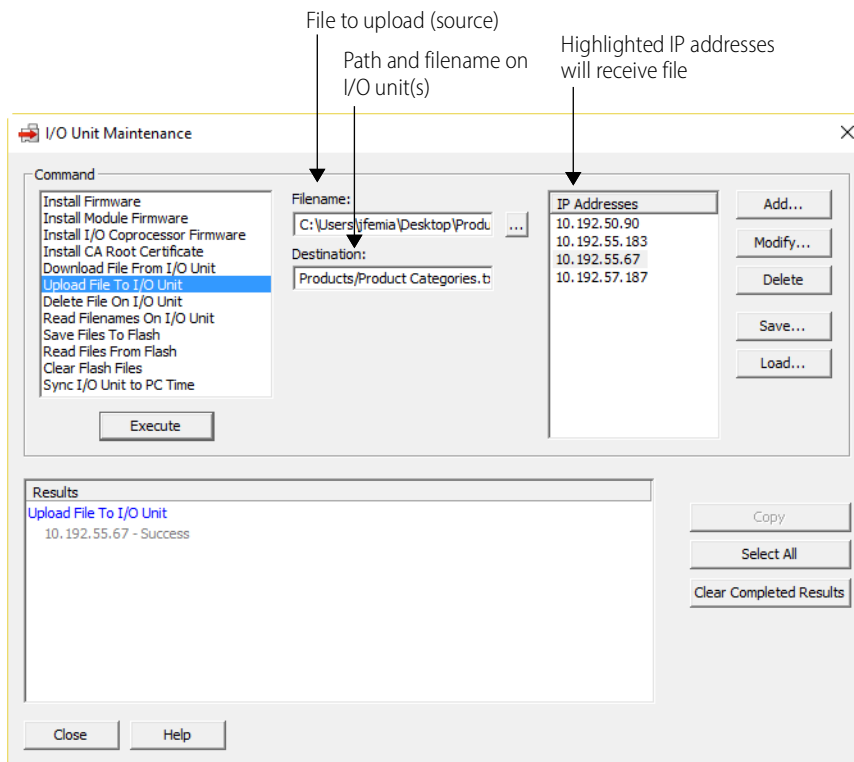 File to upload (source)
Path and filename on
I/O unit(s)
Highlighted IP addresses
will receive file
I/O Unit Maintenance
Command
Install Firmware
Install Module Firmware
Install I/O Coprocessor Firmware
Install CA Root Certificate
Download File From I/O Unit
Upload File To I/O Unit
Delete File On I/O Unit
Read Filenames On I/O Unit
Save Files To Flash
Read Files From Flash
Clear Flash Files
Sync I/O Unit to PC Time
Execute
Filename:
C:\Users\jfemia\Desktop\Produ
...
Destination:
Products/Product Categories.t
IP Addresses
10.192.50.90
10.192.55.183
10.192.55.67
10.192.57.187
Add...
Modify...
Delete
Save...
Load...
Results
Upload File To I/O Unit
10.192.55.67 - Success
Copy
Select All
Clear Completed Results
Close
Help